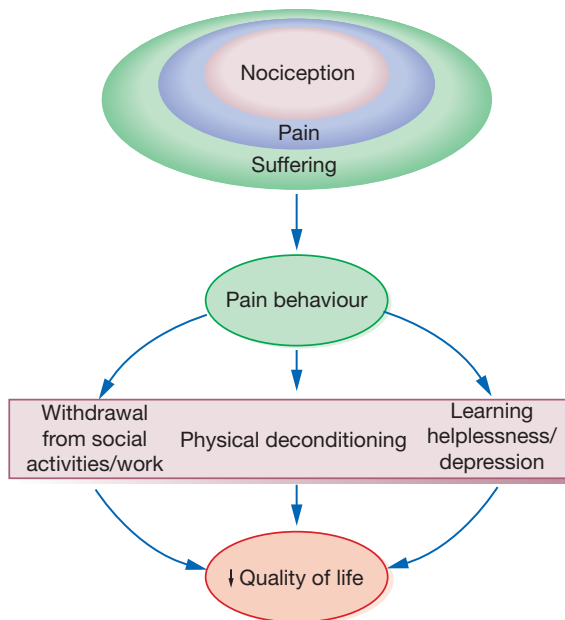 Nociception
Pain
Suffering
Pain behaviour
Withdrawal
from social
activities/work
Physical deconditioning
Learning
helplessness/
depression
↓ Quality of life